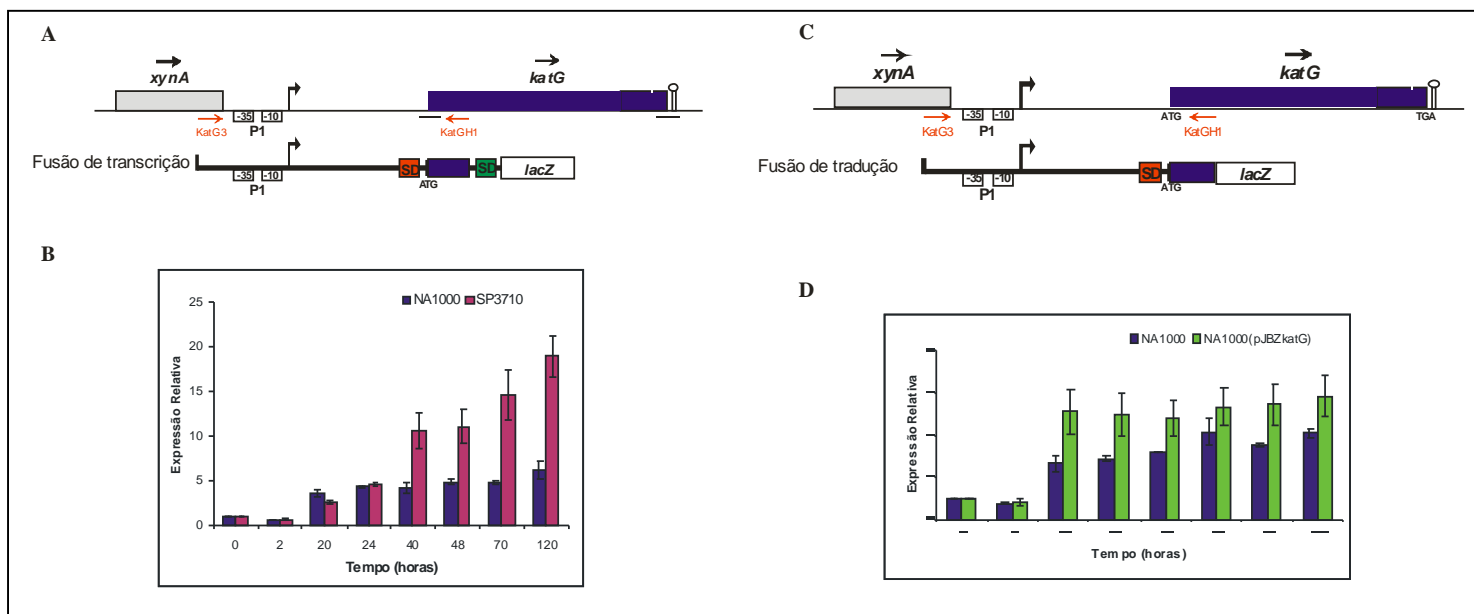 A
xynA
katG
-35
-10
P1
KatG3
KatGH1
Fusão de transcrição
-35
-10
P1
SD
ATG
SD
lacZ
B
NA1000
SP3710
Expressão Relativa
25
20
15
10
5
0
0 2 20 24 40 48 70 120
Tempo (horas)
C
xynA
katG
-35
-10
P1
KatG3
ATG
KatGH1
TGA
Fusão de tradução
-35
-10
P1
SD
ATG
lacZ
D
NA1000
NA1000(pJBZkatG)
Expressão Relativa
Tempo (horas)